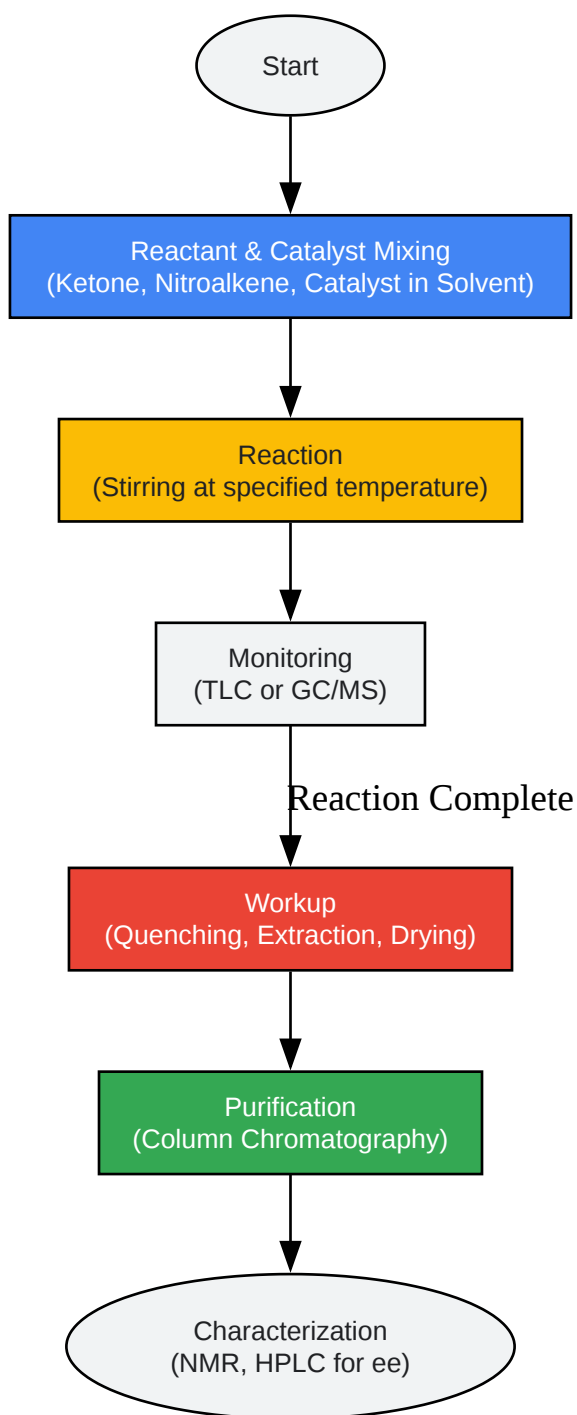 Start
Reactant & Catalyst Mixing
(Ketone, Nitroalkene, Catalyst in Solvent)
Reaction
(Stirring at specified temperature)
Monitoring
(TLC or GC/MS)
Reaction Complete
Workup
(Quenching, Extraction, Drying)
Purification
(Column Chromatography)
Characterization
(NMR, HPLC for ee)